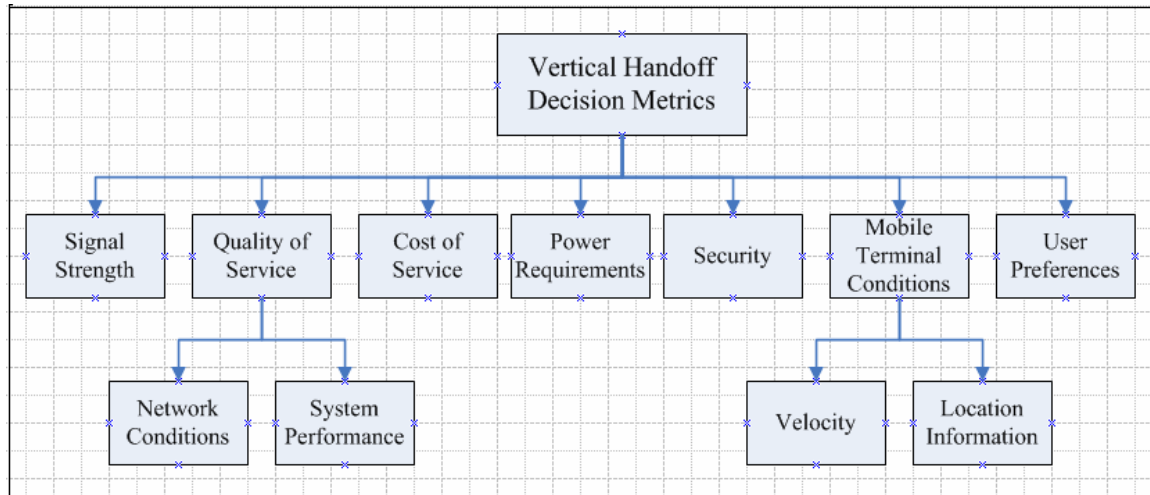 Vertical Handoff
Decision Metrics
Signal
Strength
Quality of
Service
Cost of
Service
Power
Requirements
Security
Mobile
Terminal
Conditions
User
Preferences
Network
Conditions
System
Performance
Velocity
Location
Information